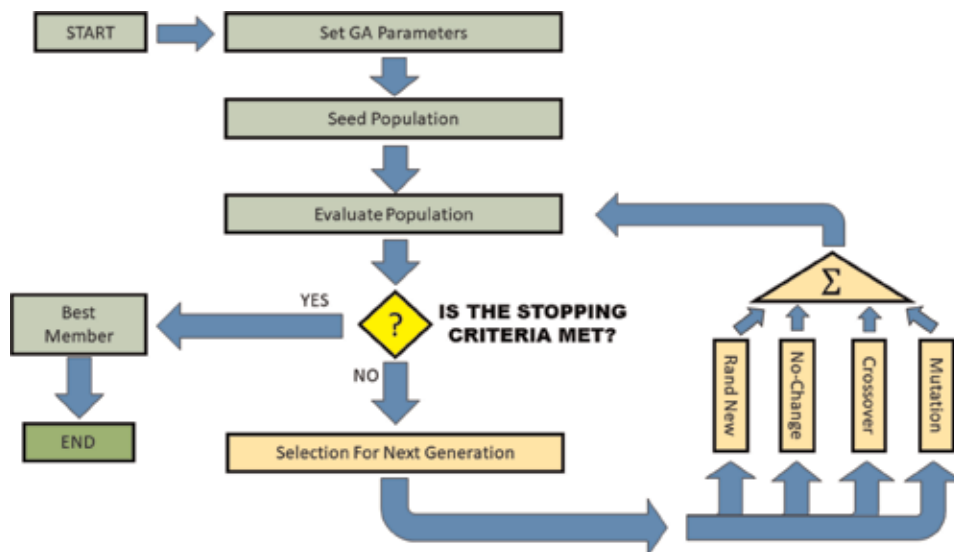 START
Set GA Parameters
Seed Population
Evaluate Population
YES
?
IS THE STOPPING
CRITERIA MET?
Best
Member
NO
END
Selection For Next Generation
Σ
Rand New
No-Change
Crossover
Mutation